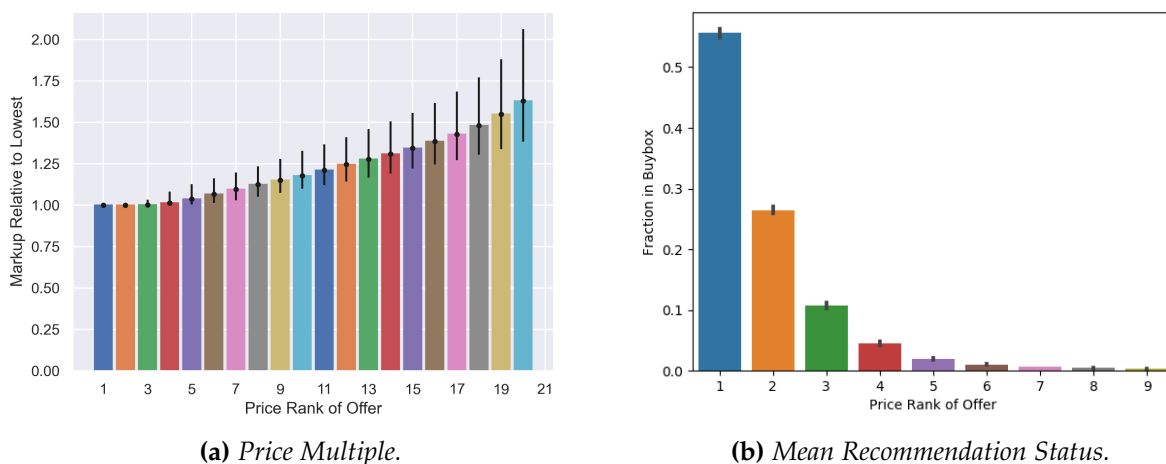 2.00
1.75
1.50
1.25
1.00
0.75
0.50
0.25
0.00
Markup Relative to Lowest
1 3 5 7 9 11 13 15 17 19 21
Price Rank of Offer
(a) Price Multiple.
0.5
0.4
0.3
0.2
0.1
0.0
Fraction in Buybox
1 2 3 4 5 6 7 8 9
Price Rank of Offer
(b) Mean Recommendation Status.